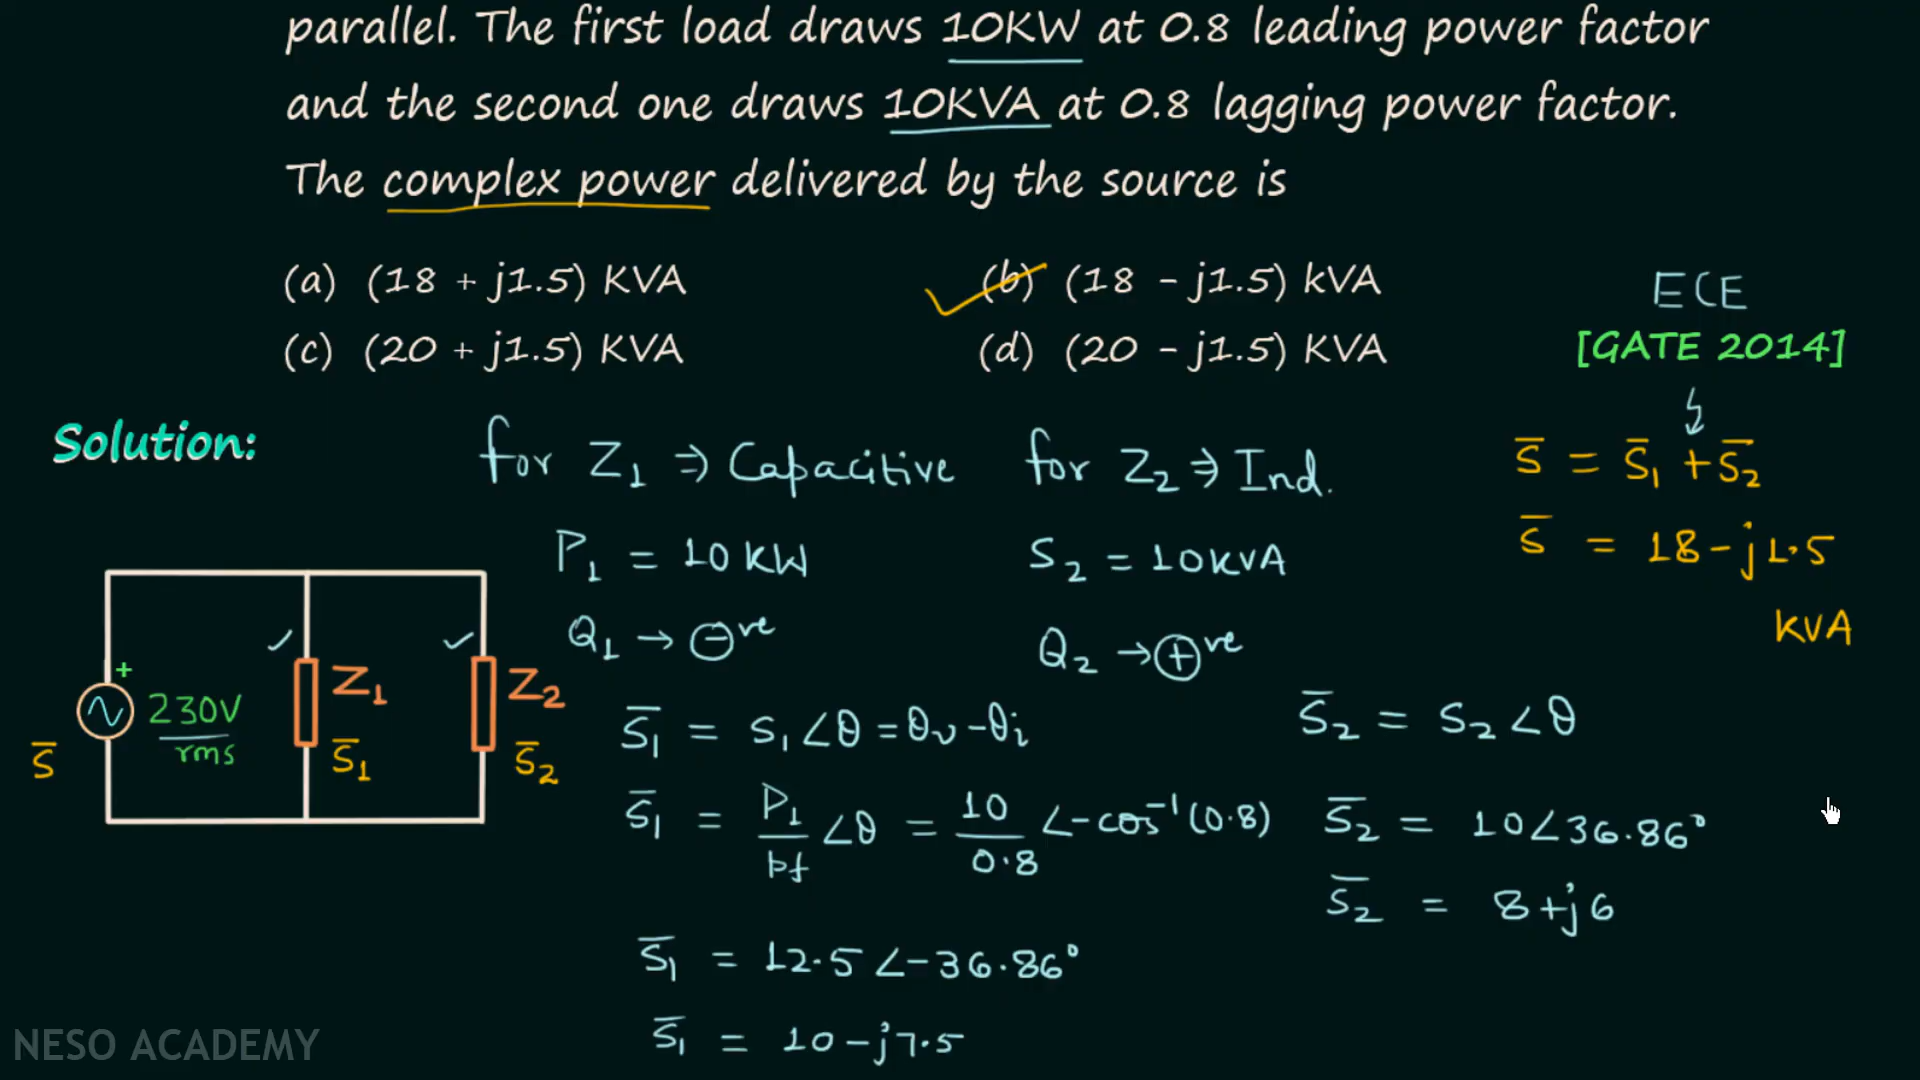 parallel. The first load draws 10KW at 0.8 leading power factor
and the second one draws 10KVA at 0.8 lagging power factor.
The complex power delivered by the source is
(a) (18 + j1.5) KVA
(b) (18 - j1.5) kVA
(c) (20 + j1.5) KVA
(d) (20 - j1.5) KVA
ECE
[GATE 2014]
S̅ = S̅₁ + S̅₂
S̅ = 18 - j1.5
KVA
Solution:
for Z₁ ⇒ Capacitive
P₁ = 10 KW
Q₁ → ⊖ve
S̅₁ = S₁∠θ = θv - θi
S̅₁ = P₁/pf ∠θ = 10/0.8 ∠-cos⁻¹(0.8)
S̅₁ = 12.5∠-36.86°
S̅₁ = 10 - j7.5
for Z₂ ⇒ Ind.
S₂ = 10KVA
Q₂ → ⊕ve
S̅₂ = S₂∠θ
S̅₂ = 10∠36.86°
S̅₂ = 8 + j6
+
230V
rms
S̅
Z₁
S̅₁
Z₂
S̅₂
NESO ACADEMY